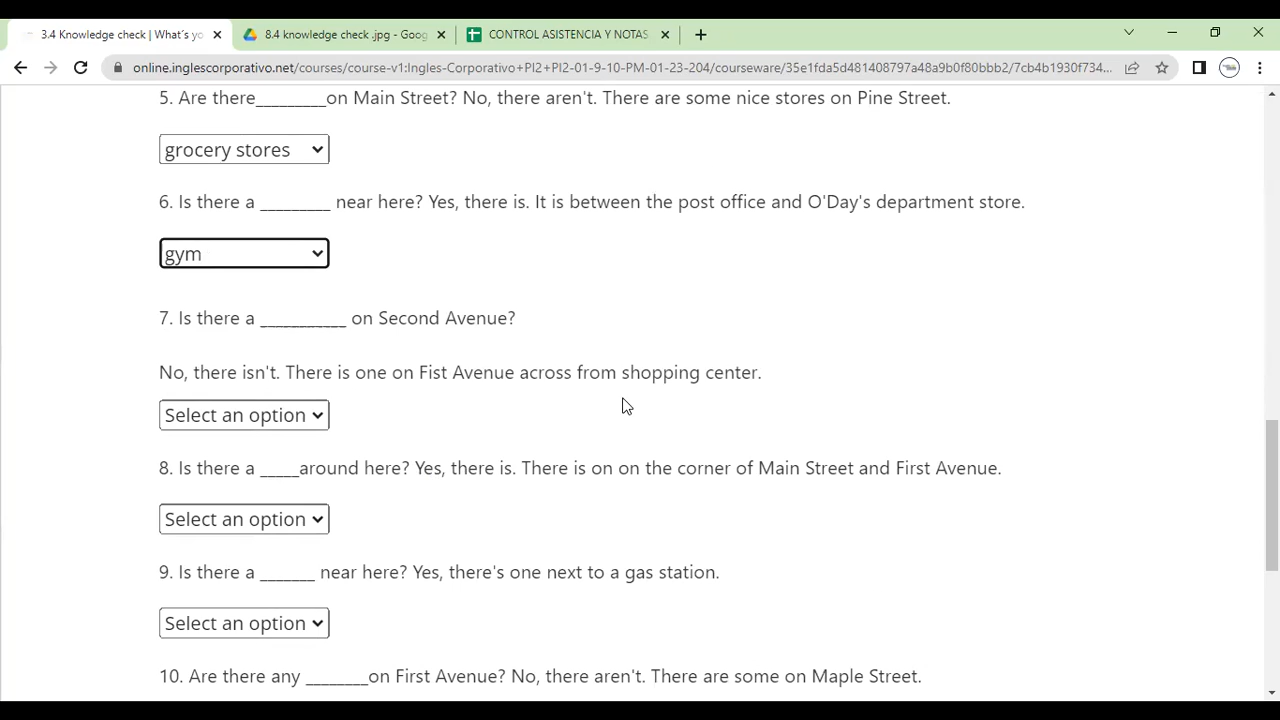 3.4 Knowledge check | What´s yo
8.4 knowledge check .jpg - Goog
CONTROL ASISTENCIA Y NOTAS
online.inglescorporativo.net/courses/course-v1:Ingles-Corporativo+PI2+PI2-01-9-10-PM-01-23-204/courseware/35e1fda5d481408797a48a9b0f80bbb2/7cb4b1930f734...
5. Are there_________on Main Street? No, there aren't. There are some nice stores on Pine Street.
grocery stores
6. Is there a _________ near here? Yes, there is. It is between the post office and O'Day's department store.
gym
7. Is there a ___________ on Second Avenue?
No, there isn't. There is one on Fist Avenue across from shopping center.
Select an option
8. Is there a _____around here? Yes, there is. There is on on the corner of Main Street and First Avenue.
Select an option
9. Is there a _______ near here? Yes, there's one next to a gas station.
Select an option
10. Are there any ________on First Avenue? No, there aren't. There are some on Maple Street.